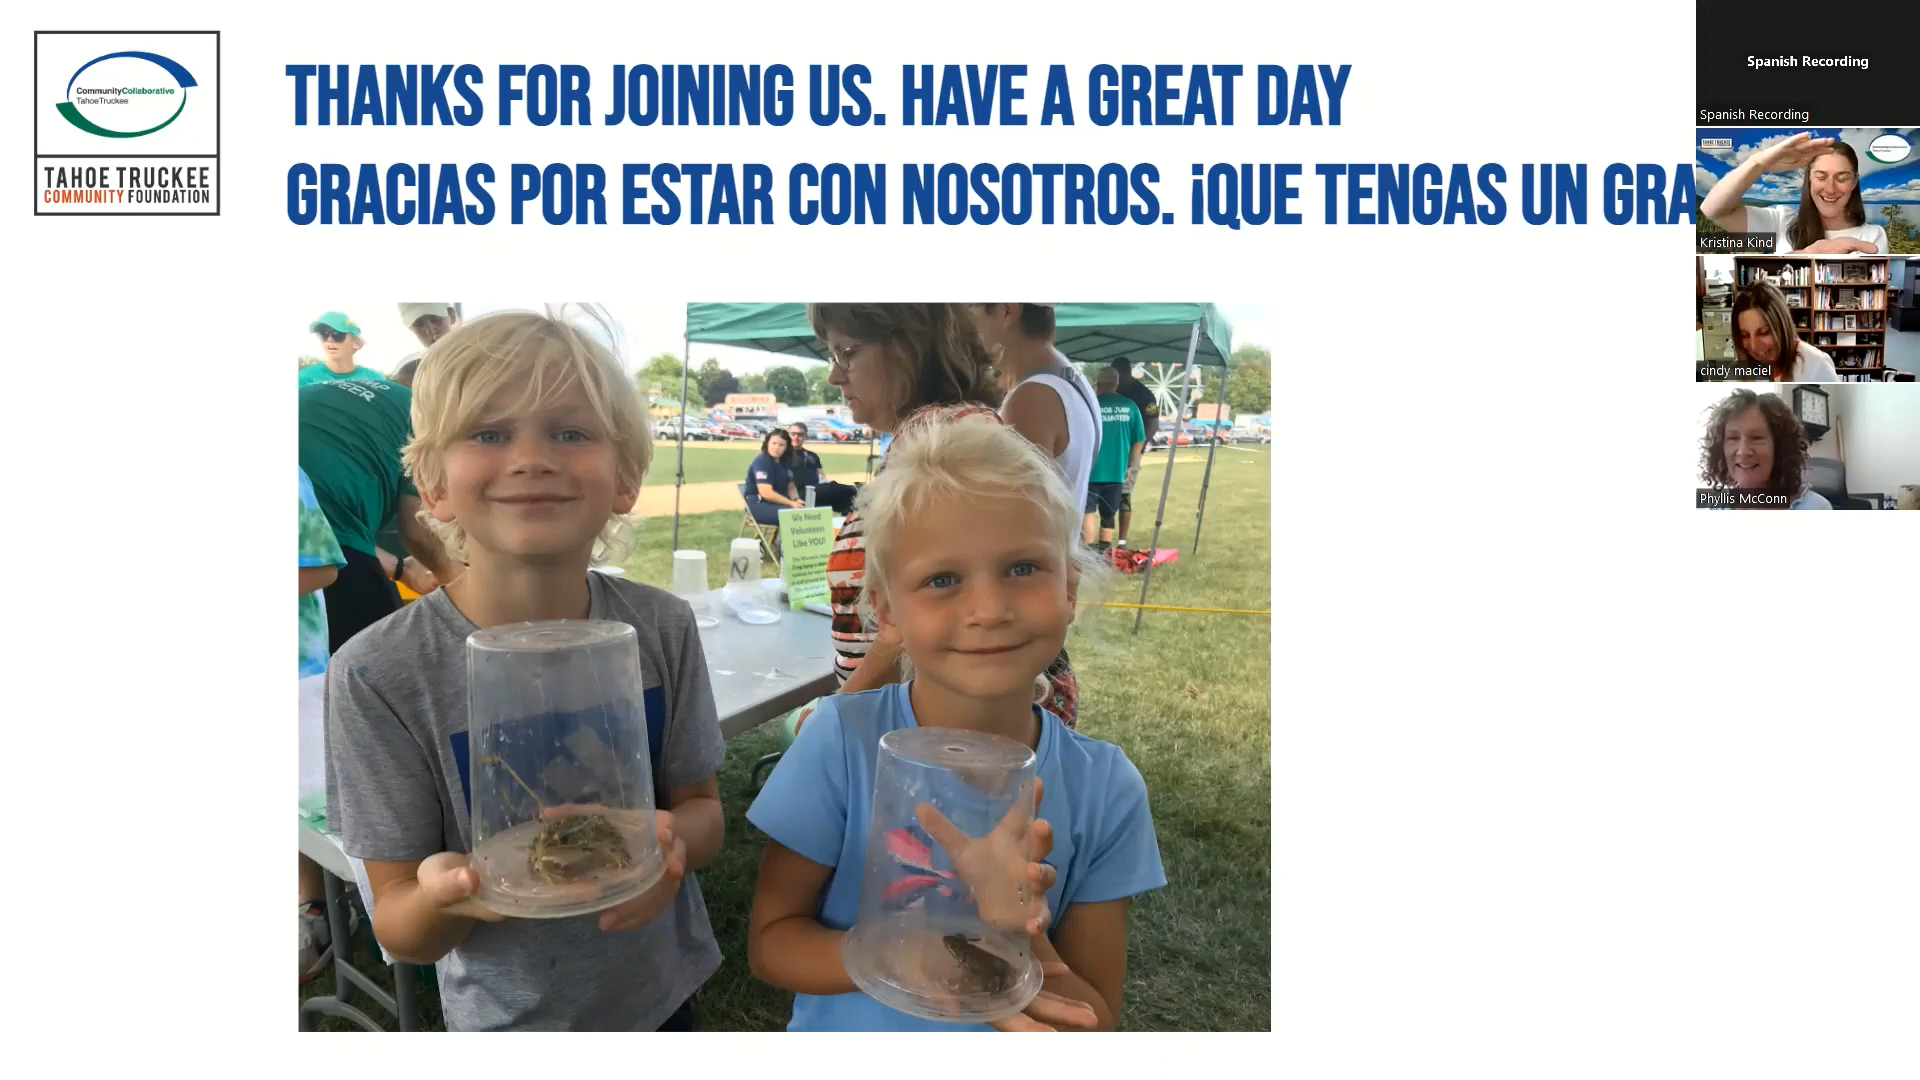 CommunityCollaborative
TahoeTruckee
TAHOE TRUCKEE
COMMUNITY FOUNDATION
THANKS FOR JOINING US. HAVE A GREAT DAY
GRACIAS POR ESTAR CON NOSOTROS. ¡QUE TENGAS UN GRA
We Need
Volunteers
Like YOU!
Spanish Recording
Spanish Recording
Kristina Kind
cindy maciel
Phyllis McConn